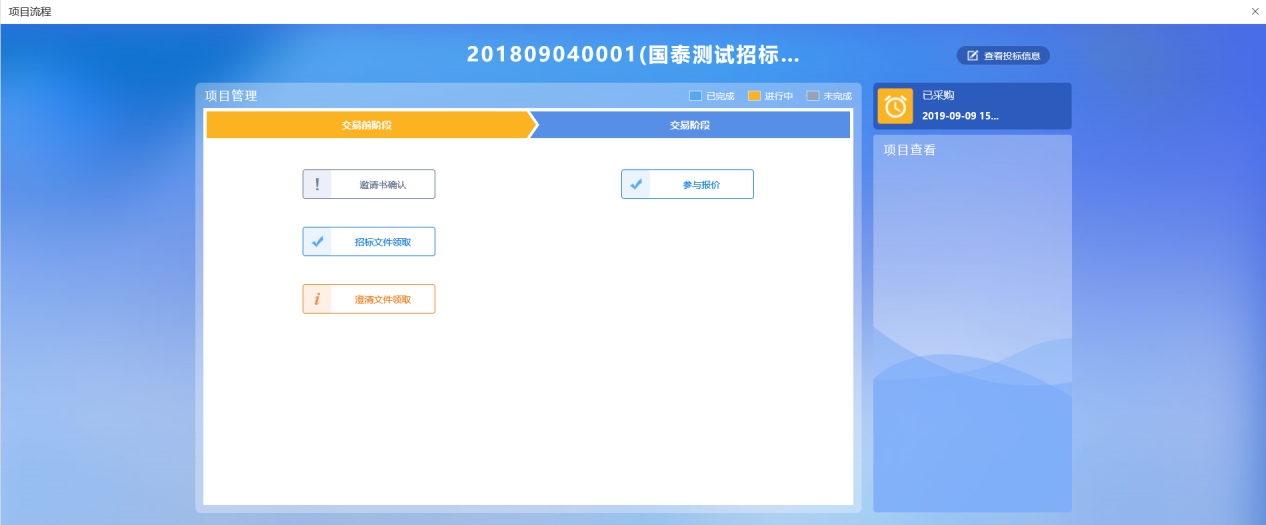 项目流程
201809040001(国泰测试招标...
查看投标信息
项目管理
已完成
进行中
未完成
交易前阶段
交易阶段
邀请书确认
参与报价
招标文件领取
澄清文件领取
已采购
2019-09-09 15...
项目查看